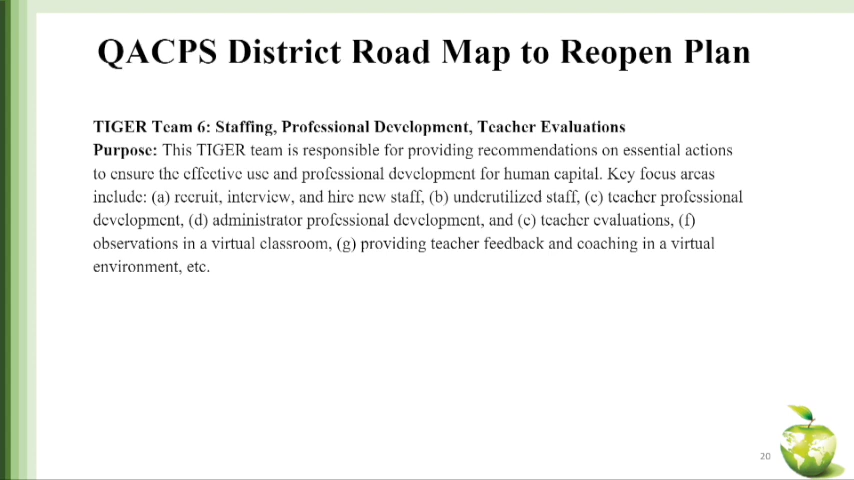 QACPS District Road Map to Reopen Plan
TIGER Team 6: Staffing, Professional Development, Teacher Evaluations
Purpose: This TIGER team is responsible for providing recommendations on essential actions
to ensure the effective use and professional development for human capital. Key focus areas
include: (a) recruit, interview, and hire new staff, (b) underutilized staff, (c) teacher professional
development, (d) administrator professional development, and (e) teacher evaluations, (f)
observations in a virtual classroom, (g) providing teacher feedback and coaching in a virtual
environment, etc.
20